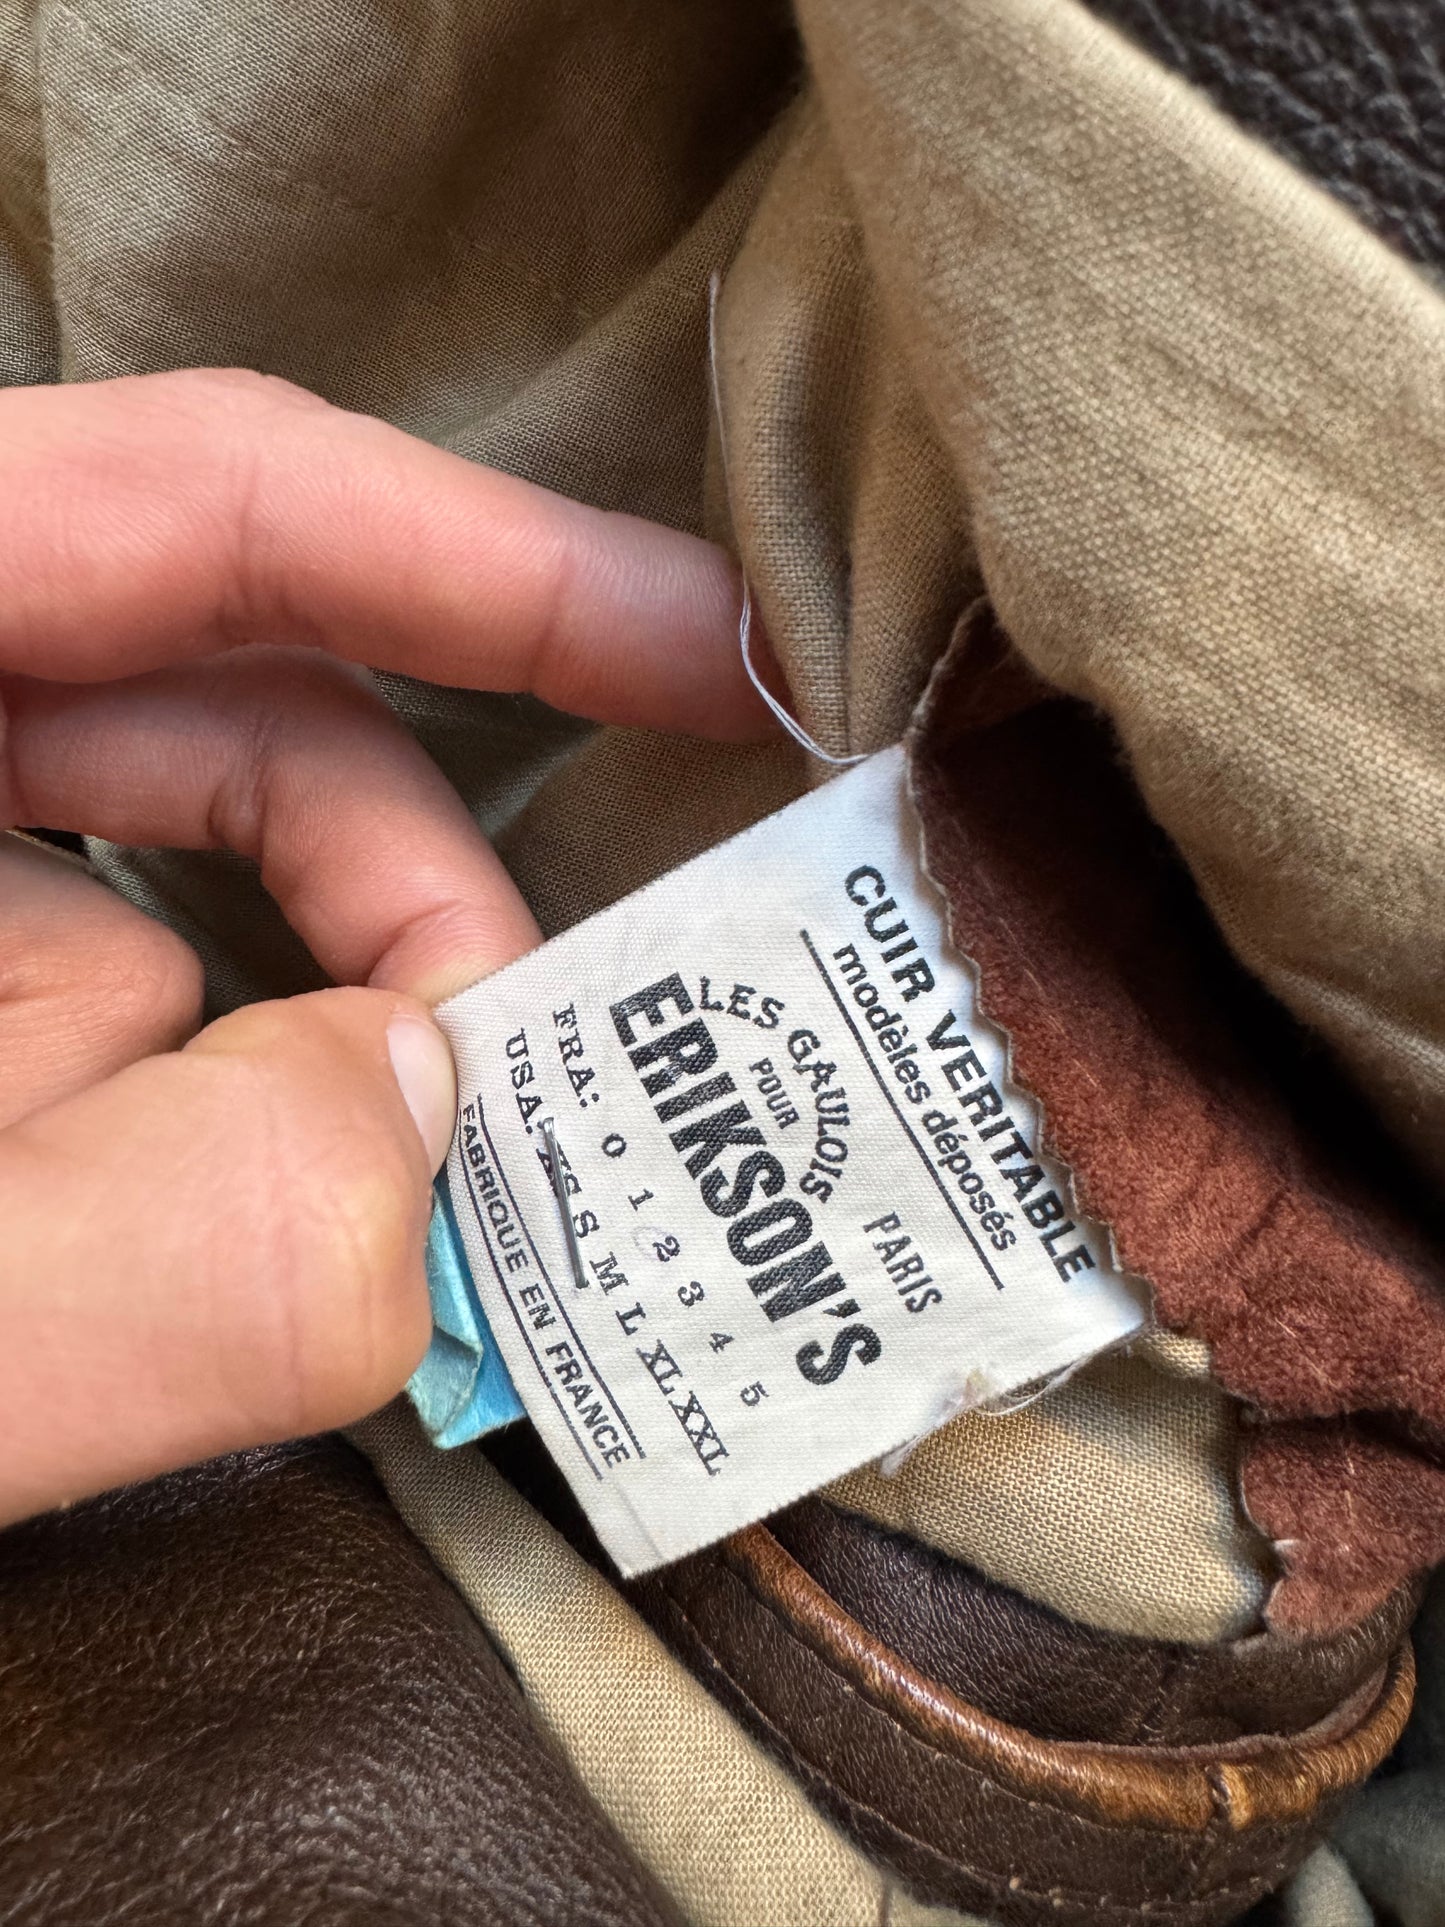 CUIR VERITABLE
modèles déposés
LES GAULOIS
POUR
PARIS
ERIKSON'S
FRA: 0 1 2 3 4 5
USA: XS S M L XL XXL
FABRIQUE EN FRANCE